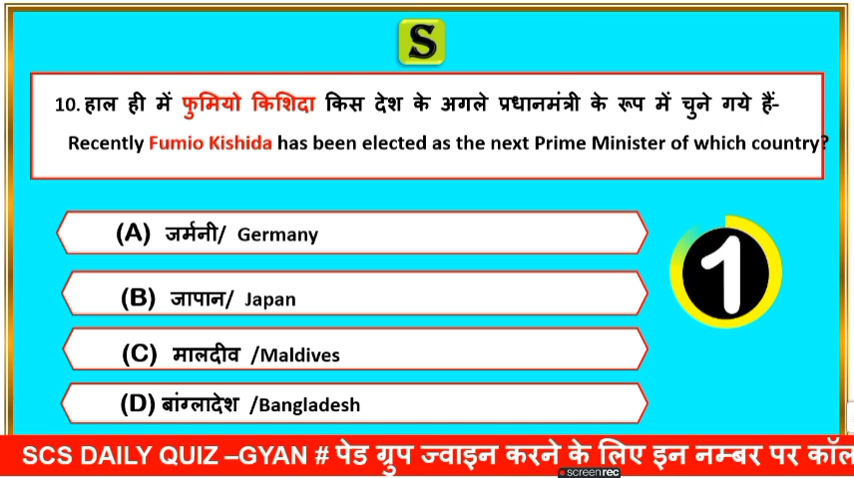 S
10. हाल ही में फुमियो किशिदा किस देश के अगले प्रधानमंत्री के रूप में चुने गये हैं-
Recently Fumio Kishida has been elected as the next Prime Minister of which country?
(A) जर्मनी/ Germany
1
(B) जापान/ Japan
(C) मालदीव /Maldives
(D) बांग्लादेश /Bangladesh
SCS DAILY QUIZ –GYAN # पेड ग्रुप ज्वाइन करने के लिए इन नम्बर पर कॉल
screenrec